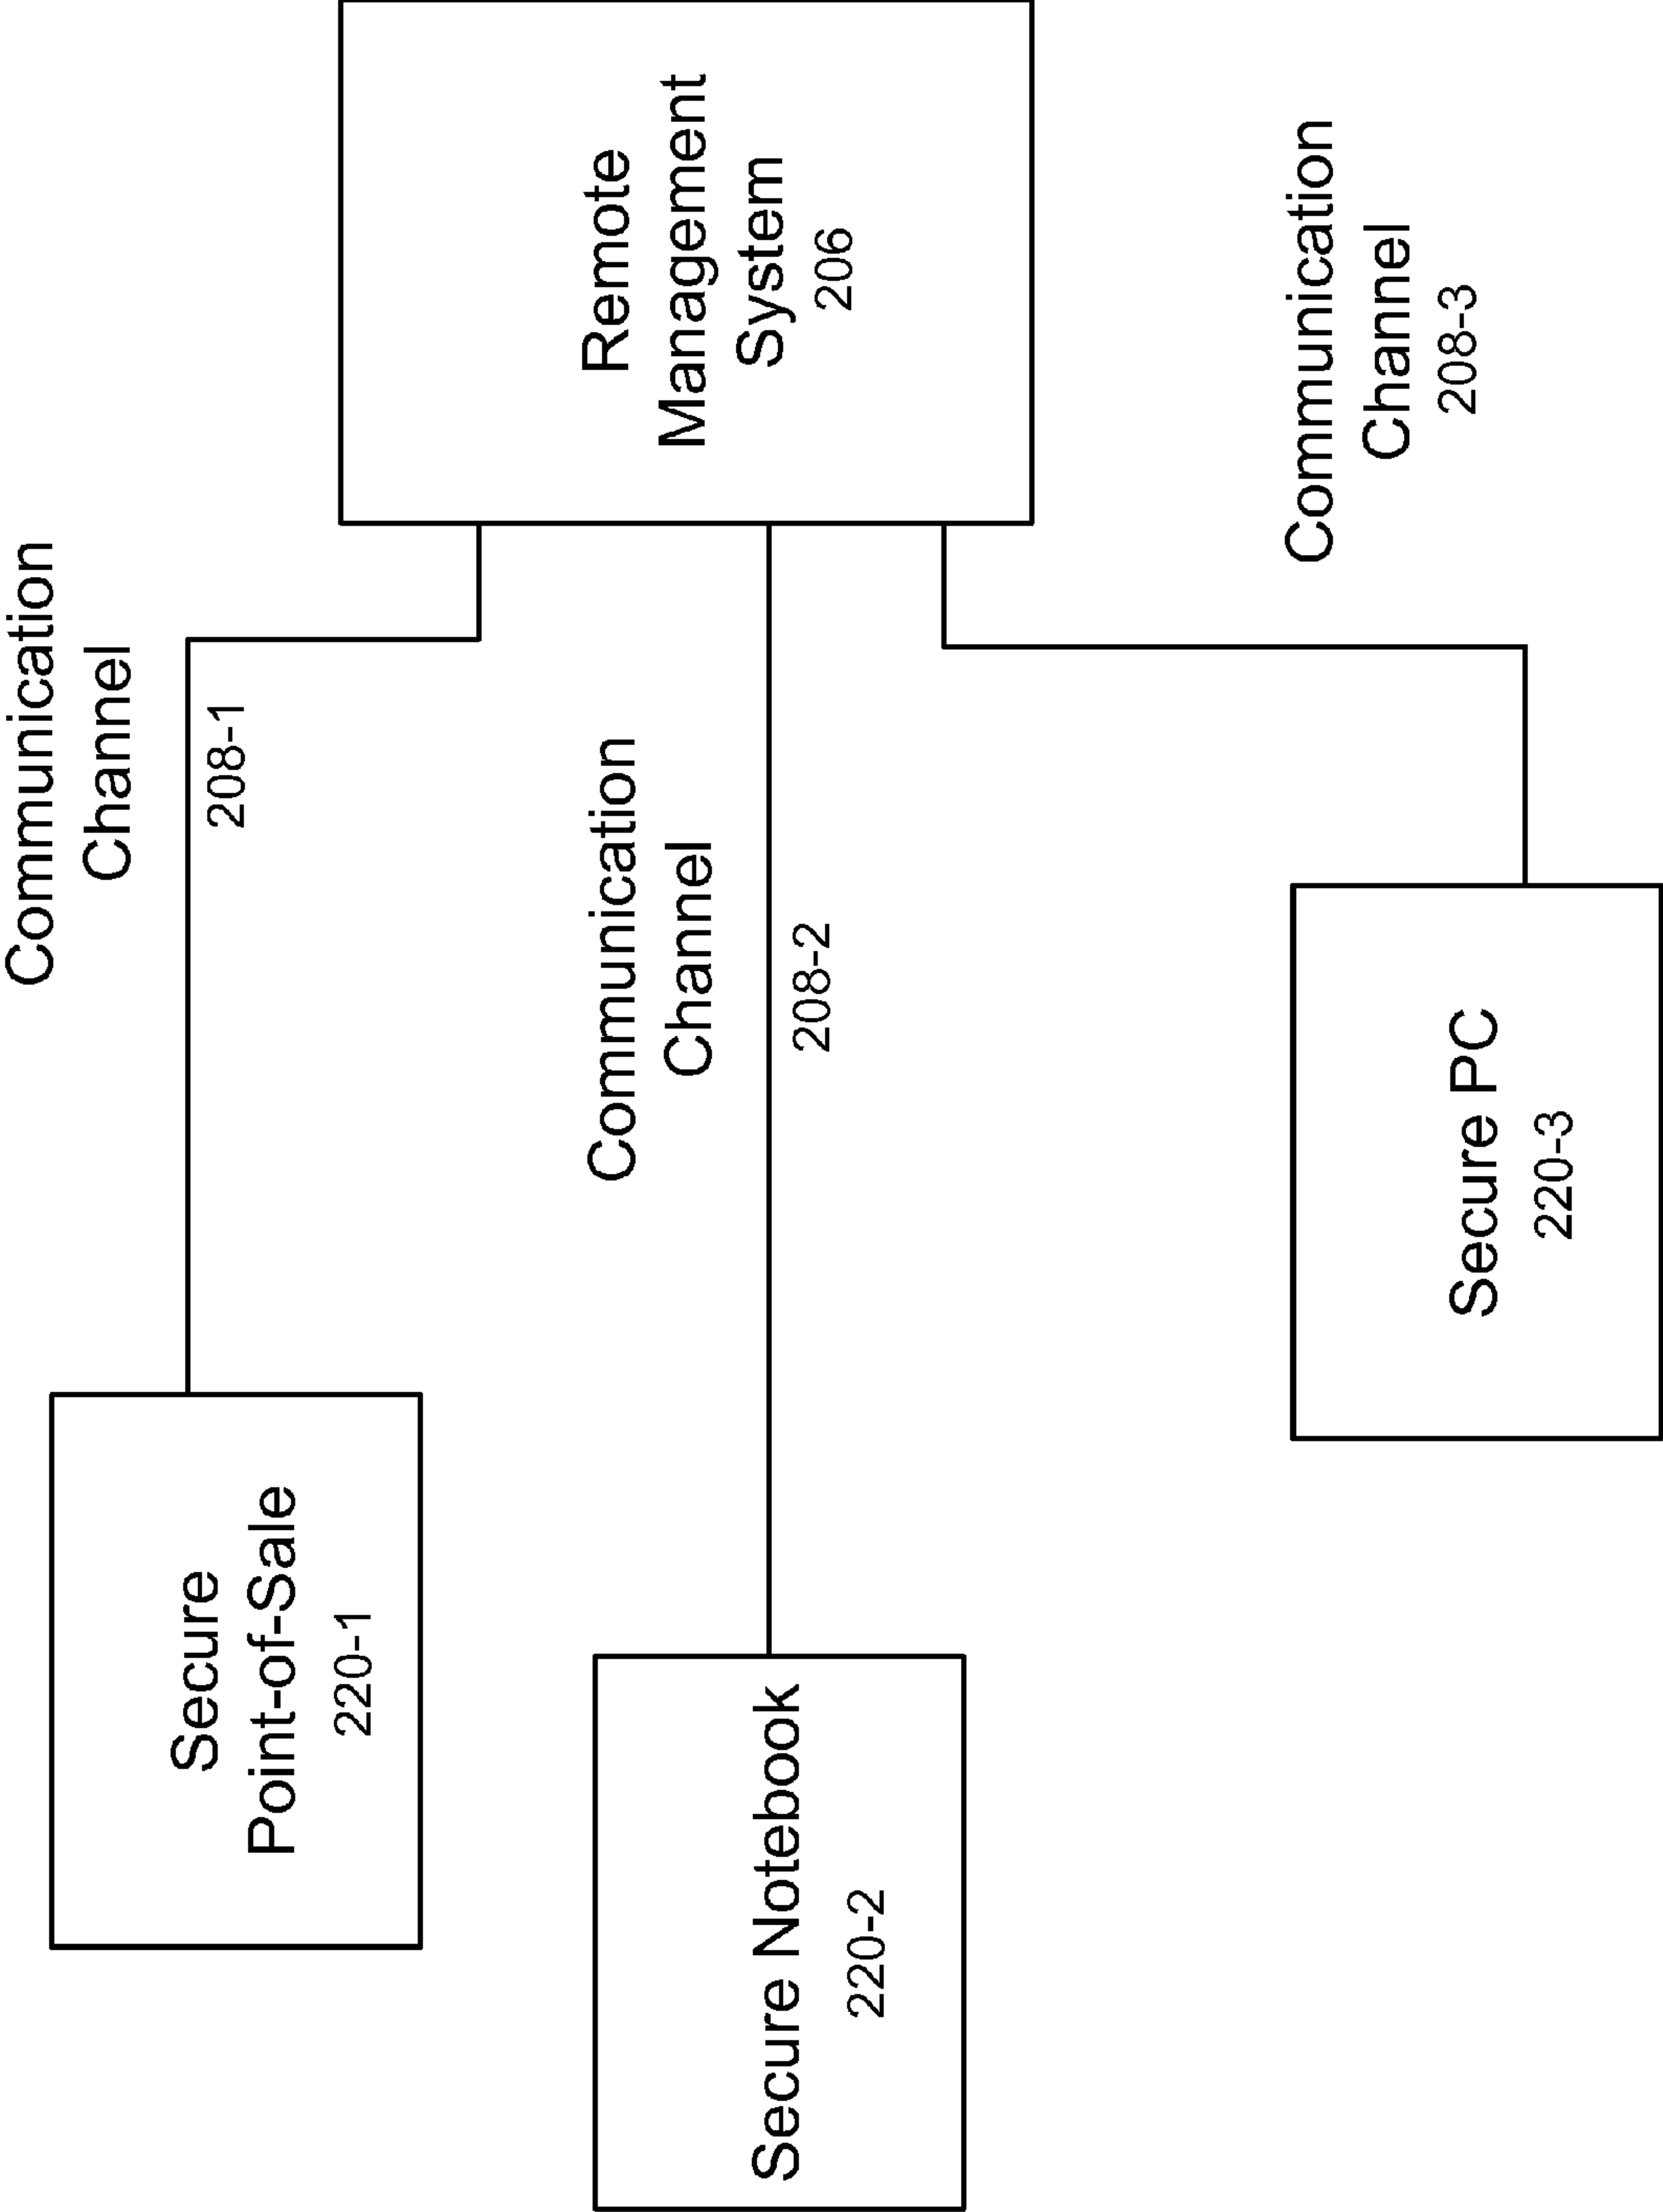 Communication
Channel
208-1
Secure
Point-of-Sale
220-1
Remote
Management
System
206
Communication
Channel
208-2
Secure Notebook
220-2
Communication
Channel
208-3
Secure PC
220-3